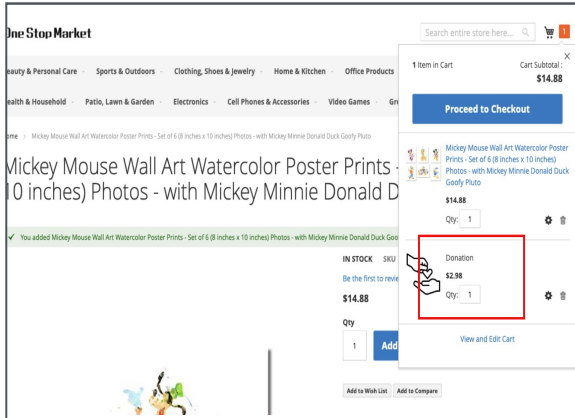 One Stop Market
Search entire store here...
1
eauty & Personal Care
Sports & Outdoors
Clothing, Shoes & Jewelry
Home & Kitchen
Office Products
ealth & Household
Patio, Lawn & Garden
Electronics
Cell Phones & Accessories
Video Games
Gro
ome > Mickey Mouse Wall Art Watercolor Poster Prints - Set of 6 (8 inches x 10 inches) Photos - with Mickey Minnie Donald Duck Goofy Pluto
Mickey Mouse Wall Art Watercolor Poster Prints -
10 inches) Photos - with Mickey Minnie Donald D
You added Mickey Mouse Wall Art Watercolor Poster Prints - Set of 6 (8 inches x 10 inches) Photos - with Mickey Minnie Donald Duck Goo
IN STOCK SKU
Be the first to revie
$14.88
Qty
1
Add
Add to Wish List
Add to Compare
X
1 Item in Cart
Cart Subtotal :
$14.88
Proceed to Checkout
Mickey Mouse Wall Art Watercolor Poster
Prints - Set of 6 (8 inches x 10 inches)
Photos - with Mickey Minnie Donald Duck
Goofy Pluto
$14.88
Qty: 1
Donation
$2.98
Qty: 1
View and Edit Cart